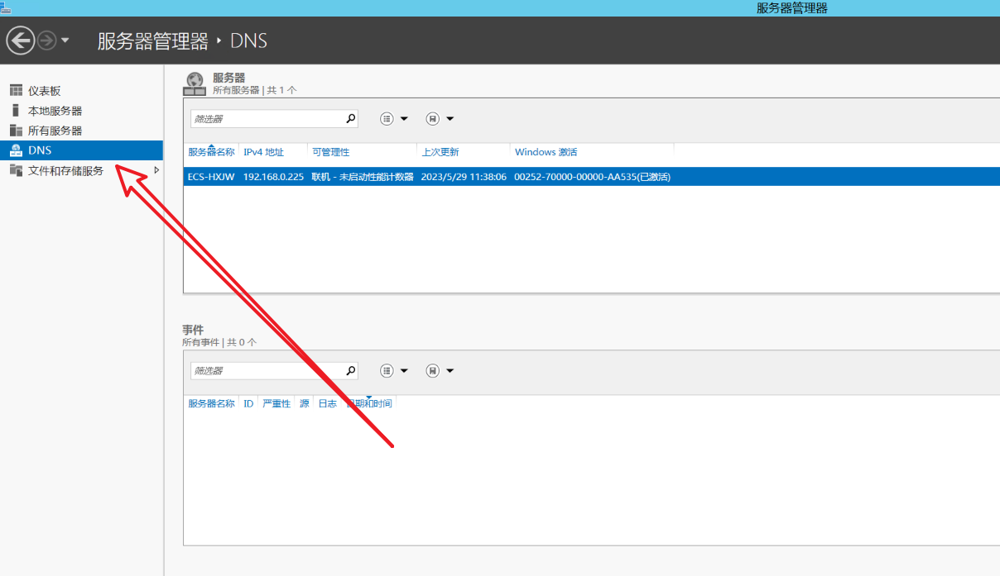 服务器管理器
服务器管理器 · DNS
仪表板
本地服务器
所有服务器
DNS
文件和存储服务
服务器
所有服务器 | 共 1 个
筛选器
服务器名称 IPv4 地址 可管理性 上次更新 Windows 激活
ECS-HXJW 192.168.0.225 联机 - 未启动性能计数器 2023/5/29 11:38:06 00252-70000-00000-AA535(已激活)
事件
所有事件 | 共 0 个
筛选器
服务器名称 ID 严重性 源 日志 日期和时间